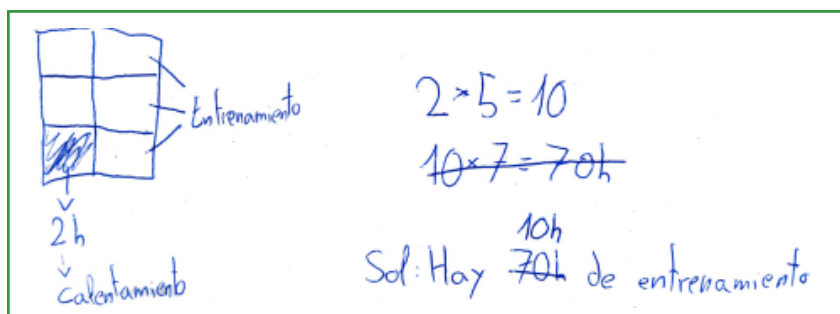 Entrenamiento
2h
Calentamiento
2×5=10
10×7=70h
10h
Sol: Hay 70h de entrenamiento